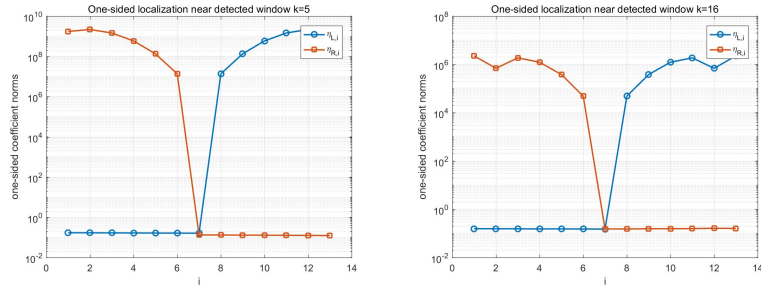 One-sided localization near detected window k=5
10^10
10^8
10^6
10^4
10^2
10^0
10^-2
one-sided coefficient norms
0 2 4 6 8 10 12 14
i
η_L,i
η_R,i
One-sided localization near detected window k=16
10^8
10^6
10^4
10^2
10^0
10^-2
one-sided coefficient norms
0 2 4 6 8 10 12 14
i
η_L,i
η_R,i